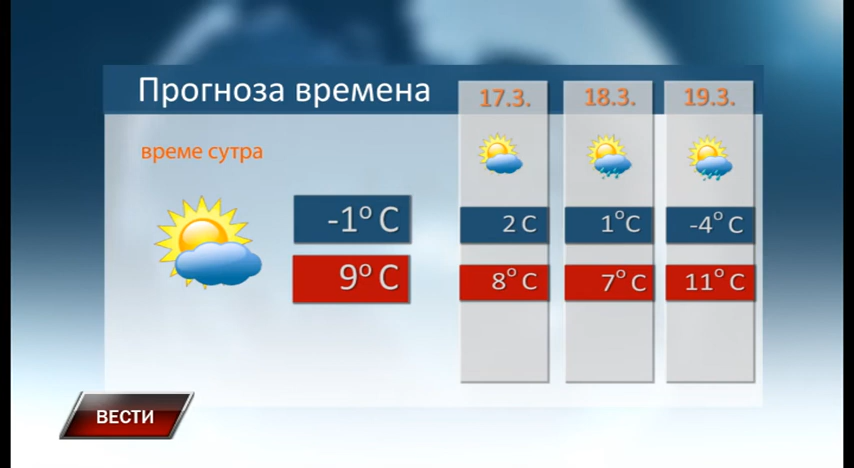 Прогноза времена
време сутра
-1° C
9° C
17.3.
2 C
8° C
18.3.
1°C
7° C
19.3.
-4° C
11° C
ВЕСТИ